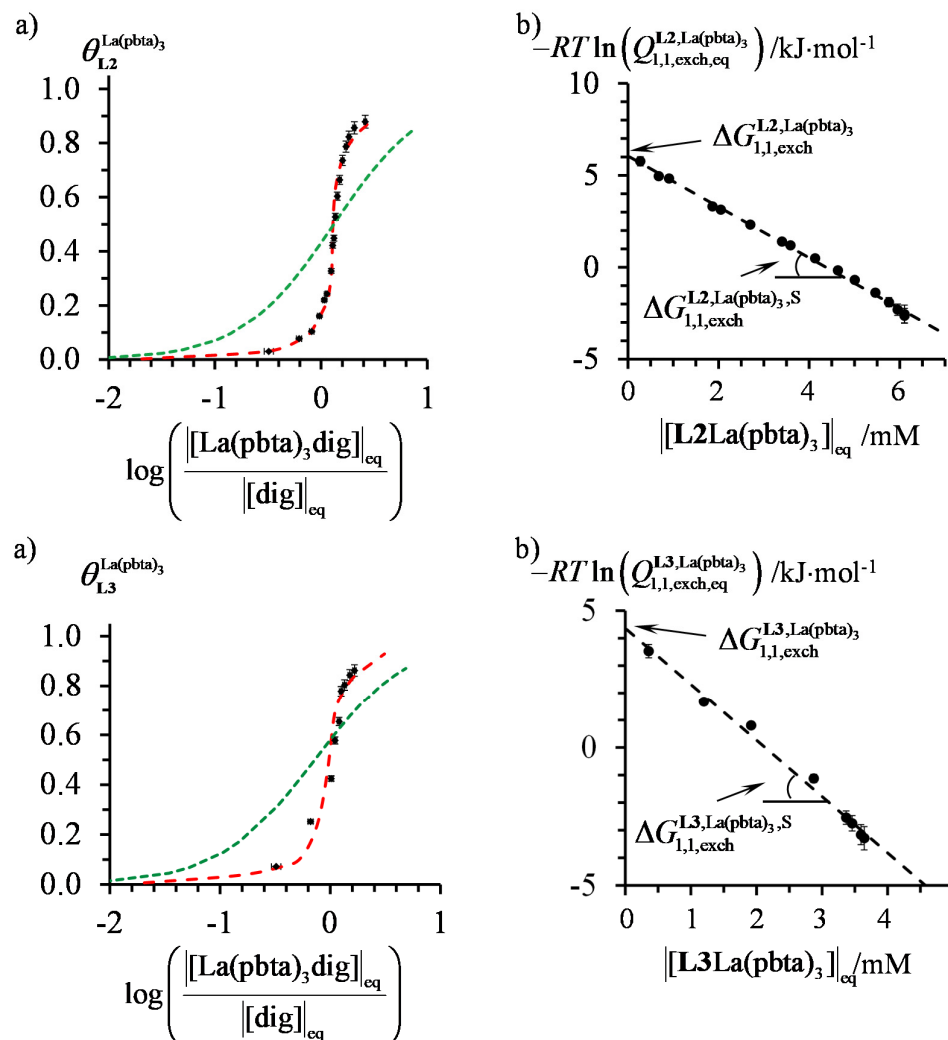 a)
θ_L2^La(pbta)₃
1.0
0.8
0.6
0.4
0.2
0.0
-2 -1 0 1
log(|[La(pbta)₃dig]|_eq / |[dig]|_eq)
b)
−RT ln(Q_1,1,exch,eq^L2,La(pbta)₃) /kJ·mol⁻¹
10
5
0
-5
ΔG_1,1,exch^L2,La(pbta)₃
ΔG_1,1,exch^L2,La(pbta)₃,S
0 2 4 6
|[L2La(pbta)₃]|_eq /mM
a)
θ_L3^La(pbta)₃
1.0
0.8
0.6
0.4
0.2
0.0
-2 -1 0 1
log(|[La(pbta)₃dig]|_eq / |[dig]|_eq)
b)
−RT ln(Q_1,1,exch,eq^L3,La(pbta)₃) /kJ·mol⁻¹
5
0
-5
ΔG_1,1,exch^L3,La(pbta)₃
ΔG_1,1,exch^L3,La(pbta)₃,S
0 1 2 3 4
|[L3La(pbta)₃]|_eq /mM